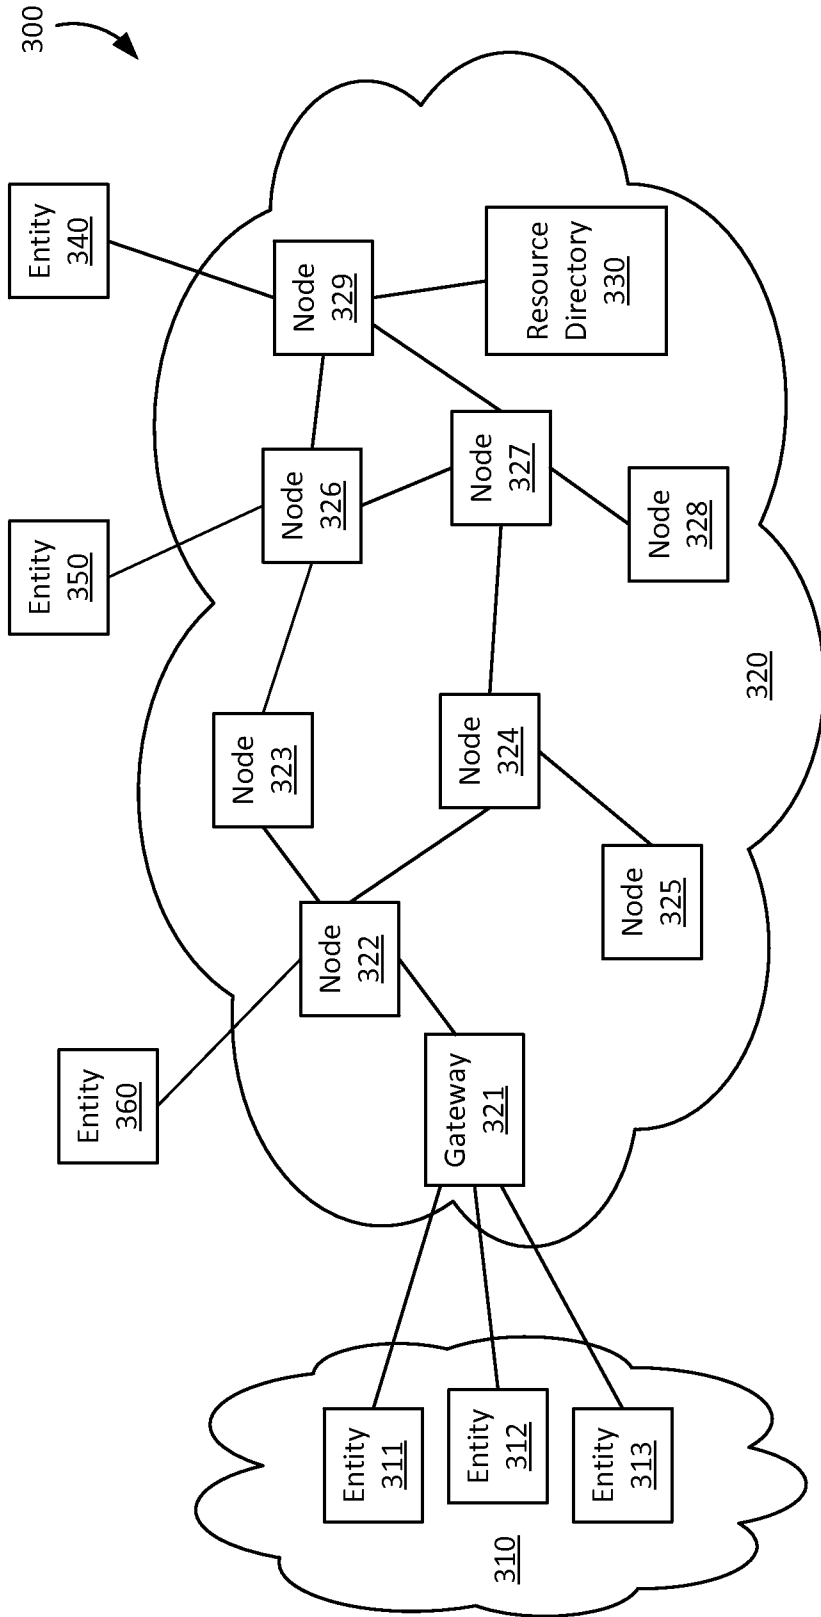 300
Entity
340
Entity
350
Entity
360
Node
329
Resource
Directory
330
Node
326
Node
327
Node
328
Node
323
Node
324
Node
325
Node
322
Gateway
321
320
Entity
311
Entity
312
Entity
313
310